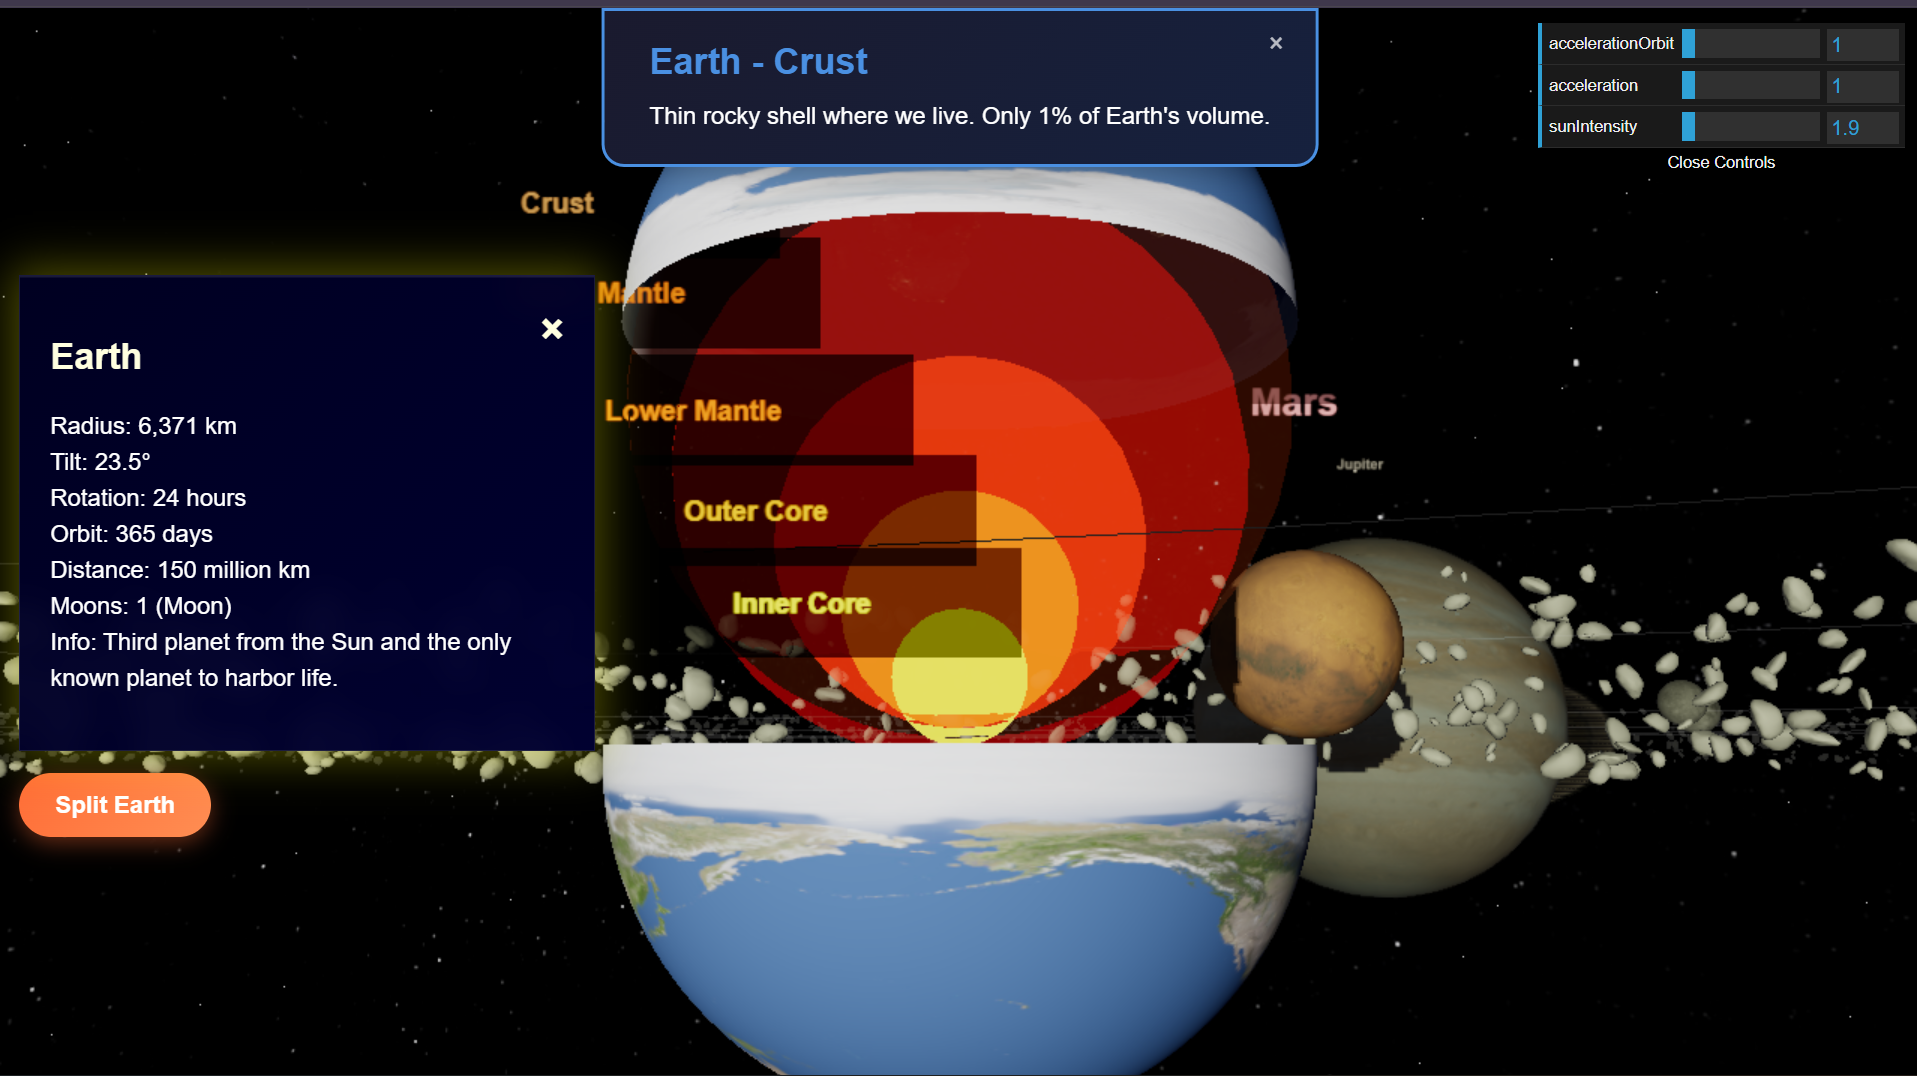 Earth - Crust
×
Thin rocky shell where we live. Only 1% of Earth's volume.
accelerationOrbit 1
acceleration 1
sunIntensity 1.9
Close Controls
Crust
Mantle
Lower Mantle
Outer Core
Inner Core
Mars
Jupiter
×
Earth
Radius: 6,371 km
Tilt: 23.5°
Rotation: 24 hours
Orbit: 365 days
Distance: 150 million km
Moons: 1 (Moon)
Info: Third planet from the Sun and the only
known planet to harbor life.
Split Earth